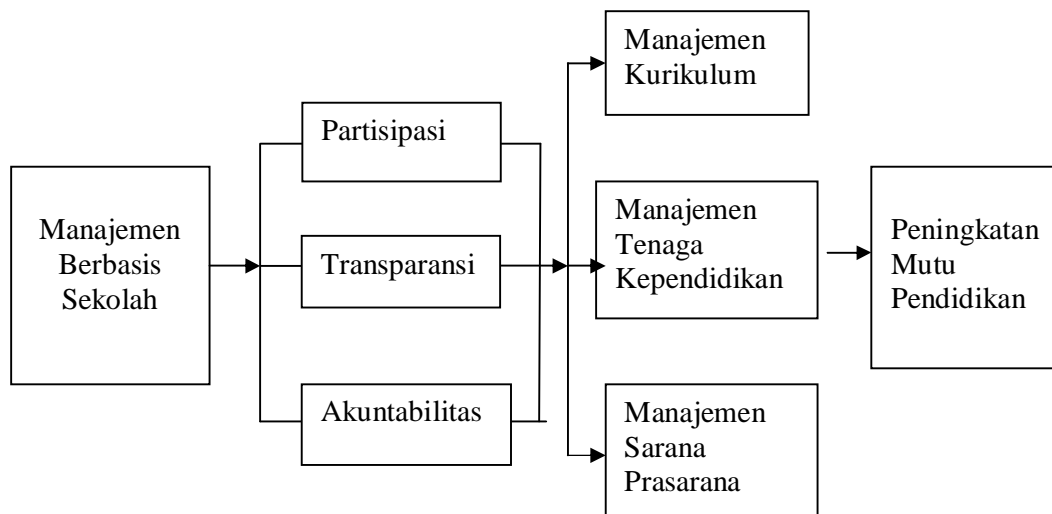 Manajemen
Berbasis
Sekolah
Partisipasi
Transparansi
Akuntabilitas
Manajemen
Kurikulum
Manajemen
Tenaga
Kependidikan
Manajemen
Sarana
Prasarana
Peningkatan
Mutu
Pendidikan